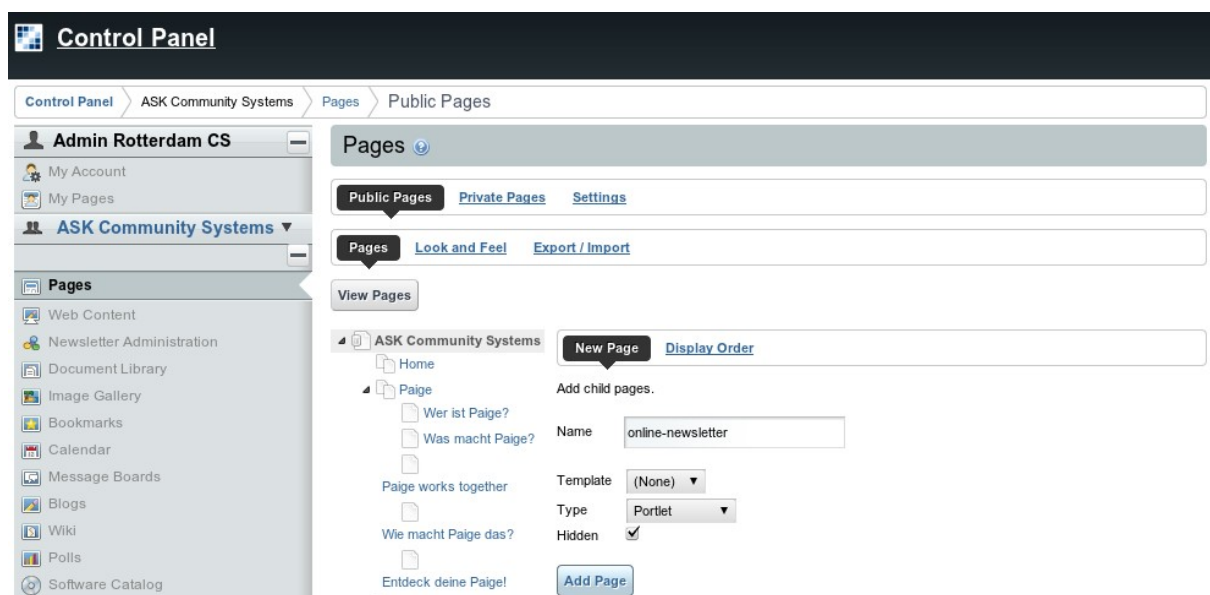 Control Panel
Control Panel ASK Community Systems Pages Public Pages
Admin Rotterdam CS
My Account
My Pages
ASK Community Systems
Pages
Web Content
Newsletter Administration
Document Library
Image Gallery
Bookmarks
Calendar
Message Boards
Blogs
Wiki
Polls
Software Catalog
Pages
Public Pages Private Pages Settings
Pages Look and Feel Export / Import
View Pages
ASK Community Systems
Home
Paige
Wer ist Paige?
Was macht Paige?
Paige works together
Wie macht Paige das?
Entdeck deine Paige!
New Page Display Order
Add child pages.
Name online-newsletter
Template (None)
Type Portlet
Hidden
Add Page